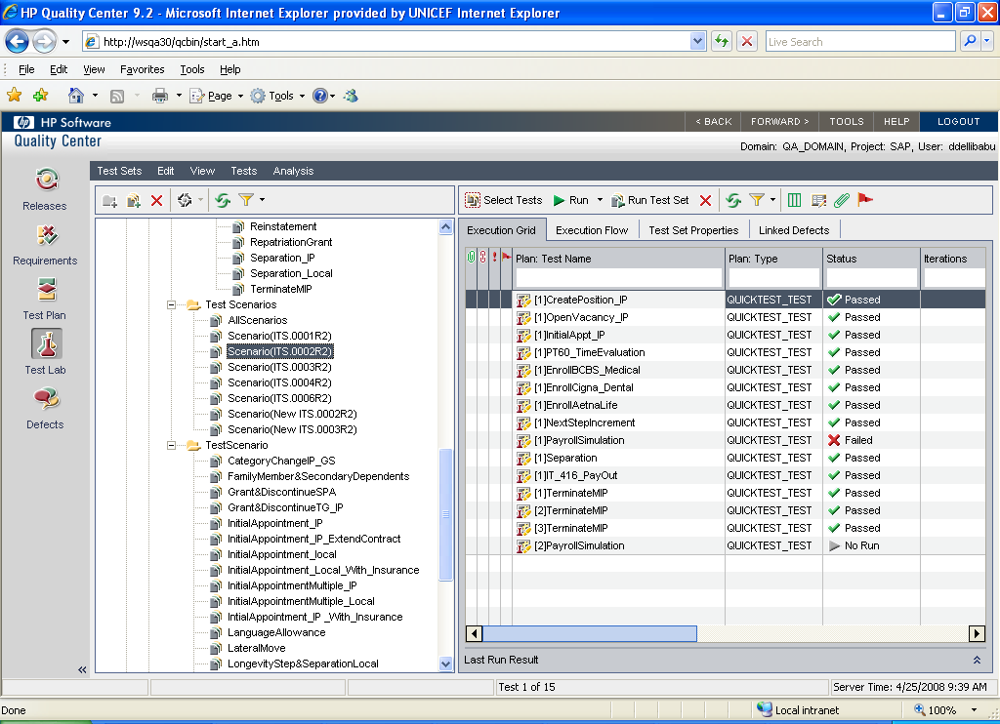 HP Quality Center 9.2 - Microsoft Internet Explorer provided by UNICEF Internet Explorer
http://wsqa30/qcbin/start_a.htm
Live Search
File Edit View Favorites Tools Help
Page Tools
HP Software
< BACK FORWARD > TOOLS HELP LOGOUT
Quality Center
Domain: QA_DOMAIN, Project: SAP, User: ddellibabu
Releases
Requirements
Test Plan
Test Lab
Defects
Test Sets Edit View Tests Analysis
Reinstatement
RepatriationGrant
Separation_IP
Separation_Local
TerminateMIP
Test Scenarios
AllScenarios
Scenario(ITS.0001R2)
Scenario(ITS.0002R2)
Scenario(ITS.0003R2)
Scenario(ITS.0004R2)
Scenario(ITS.0006R2)
Scenario(New ITS.0002R2)
Scenario(New ITS.0003R2)
TestScenario
CategoryChangeIP_GS
FamilyMember&SecondaryDependents
Grant&DiscontinueSPA
Grant&DiscontinueTG_IP
InitialAppointment_IP
InitialAppointment_IP_ExtendContract
InitialAppointment_local
InitialAppointment_Local_With_Insurance
InitialAppointmentMultiple_IP
InitialAppointmentMultiple_Local
IntialAppointment_IP _With_Insurance
LanguageAllowance
LateralMove
LongevityStep&SeparationLocal
Select Tests Run Run Test Set
Execution Grid Execution Flow Test Set Properties Linked Defects
Plan: Test Name Plan: Type Status Iterations
[1]CreatePosition_IP QUICKTEST_TEST Passed
[1]OpenVacancy_IP QUICKTEST_TEST Passed
[1]InitialAppt_IP QUICKTEST_TEST Passed
[1]PT60_TimeEvaluation QUICKTEST_TEST Passed
[1]EnrollBCBS_Medical QUICKTEST_TEST Passed
[1]EnrollCigna_Dental QUICKTEST_TEST Passed
[1]EnrollAetnaLife QUICKTEST_TEST Passed
[1]NextStepIncrement QUICKTEST_TEST Passed
[1]PayrollSimulation QUICKTEST_TEST Failed
[1]Separation QUICKTEST_TEST Passed
[1]IT_416_PayOut QUICKTEST_TEST Passed
[1]TerminateMIP QUICKTEST_TEST Passed
[2]TerminateMIP QUICKTEST_TEST Passed
[3]TerminateMIP QUICKTEST_TEST Passed
[2]PayrollSimulation QUICKTEST_TEST No Run
Last Run Result
Test 1 of 15
Server Time: 4/25/2008 9:39 AM
Done
Local intranet
100%